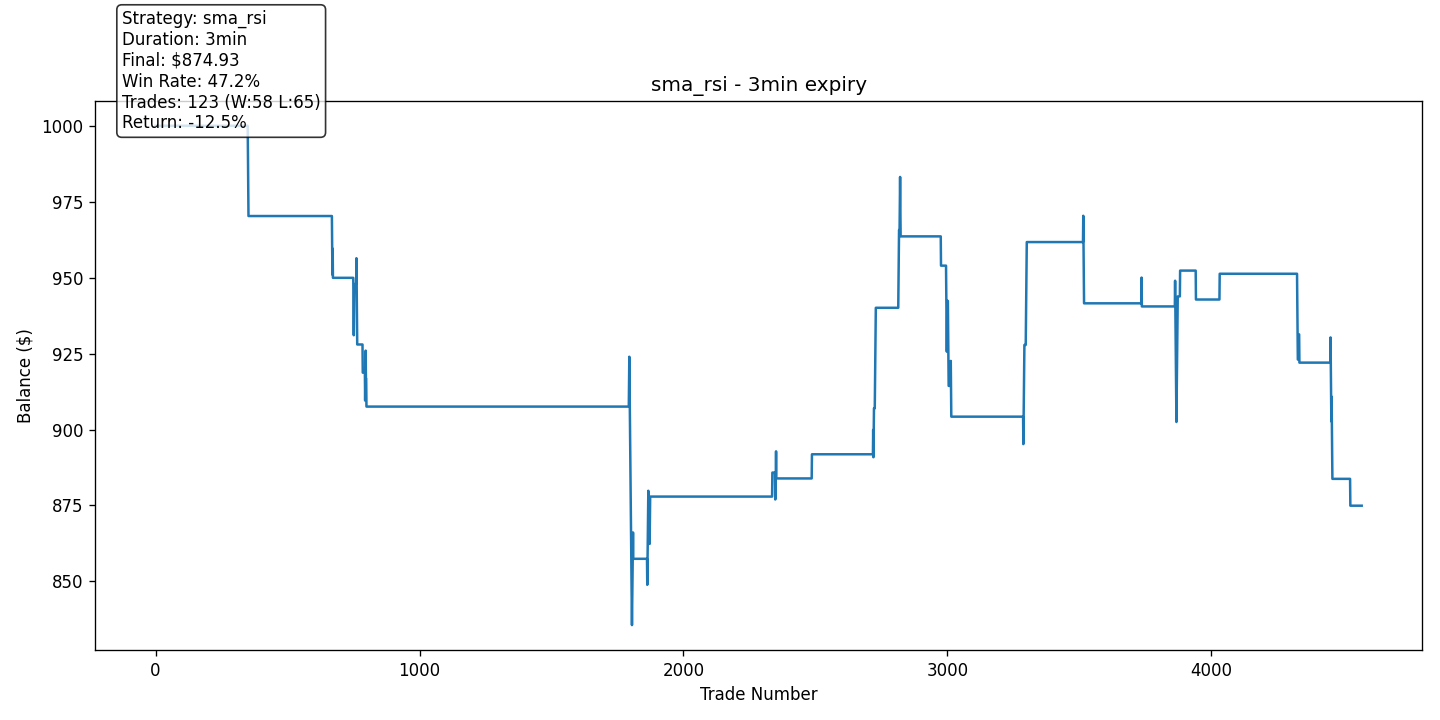 Strategy: sma_rsi
Duration: 3min
Final: $874.93
Win Rate: 47.2%
Trades: 123 (W:58 L:65)
Return: -12.5%
sma_rsi - 3min expiry
1000
975
950
925
900
875
850
Balance ($)
0 1000 2000 3000 4000
Trade Number